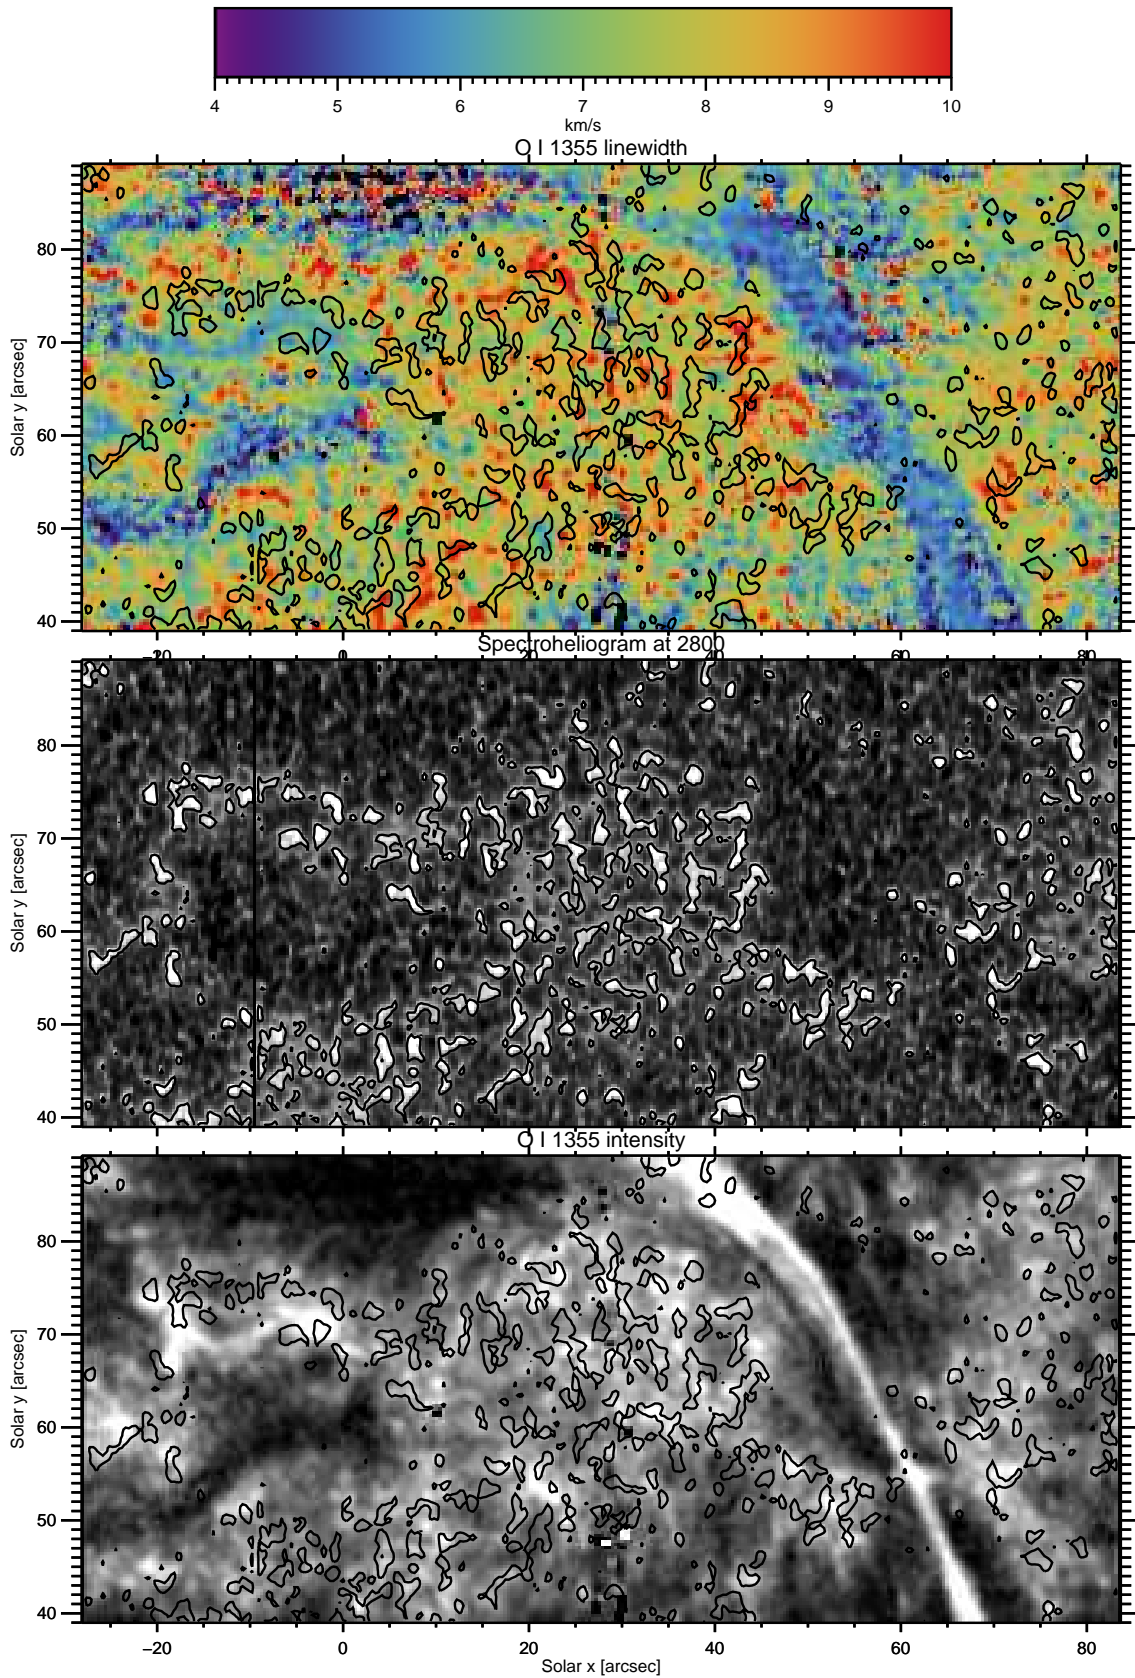 4 5 6 7 8 9 10
km/s
O I 1355 linewidth
80
70
Solar y [arcsec]
60
50
40
−20 0 20 40 60 80
Spectroheliogram at 2800
80
70
Solar y [arcsec]
60
50
40
O I 1355 intensity
80
70
Solar y [arcsec]
60
50
40
−20 0 20 40 60 80
Solar x [arcsec]